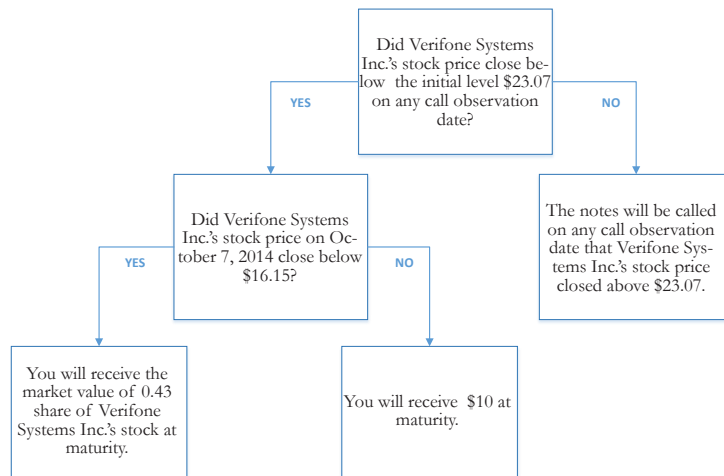 Did Verifone Systems
Inc.'s stock price close be-
low the initial level $23.07
on any call observation
date?
YES
NO
Did Verifone Systems
Inc.'s stock price on Oc-
tober 7, 2014 close below
$16.15?
The notes will be called
on any call observation
date that Verifone Sys-
tems Inc.'s stock price
closed above $23.07.
YES
NO
You will receive the
market value of 0.43
share of Verifone
Systems Inc.'s stock at
maturity.
You will receive $10 at
maturity.